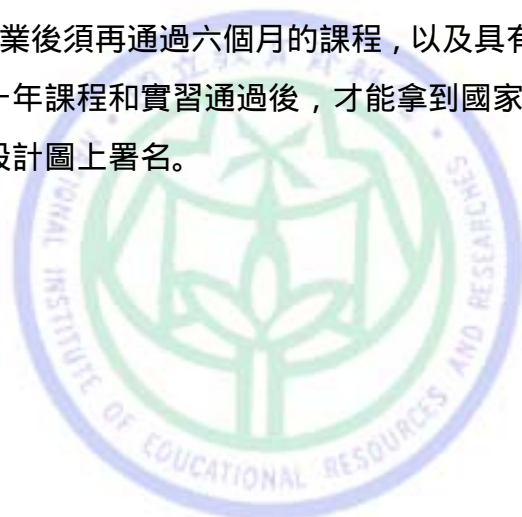 業後須再通過六個月的課程，以及具有
年課程和實習通過後，才能拿到國家
設計圖上署名。
NATIONAL INSTITUTE OF EDUCATIONAL RESOURCES AND RESEARCHES